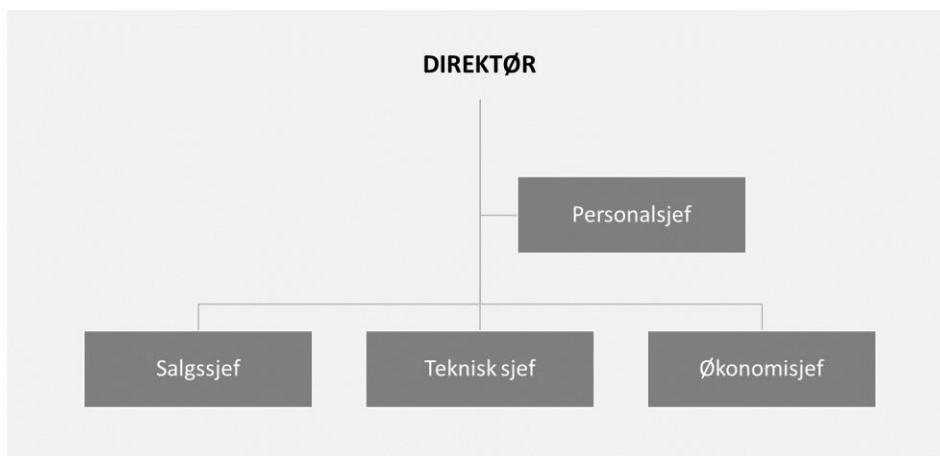 DIREKTØR
Personalsjef
Salgssjef
Teknisk sjef
Økonomisjef